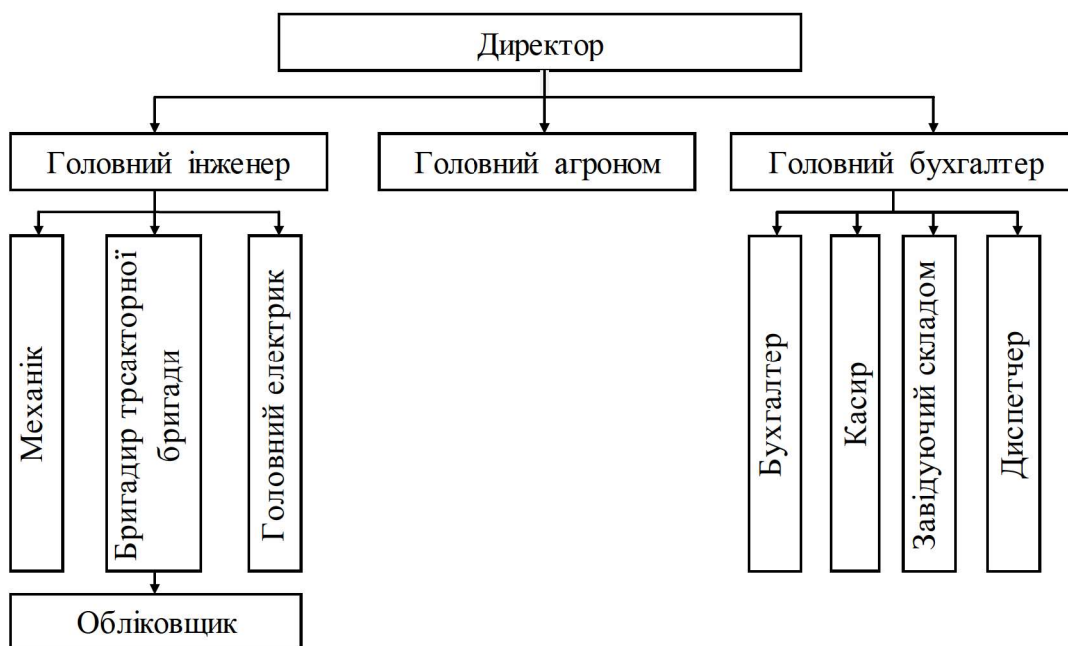 Директор
Головний інженер
Головний агроном
Головний бухгалтер
Механік
Бригадир трсакторної
бригади
Головний електрик
Бухгалтер
Касир
Завідуючий складом
Диспетчер
Обліковщик